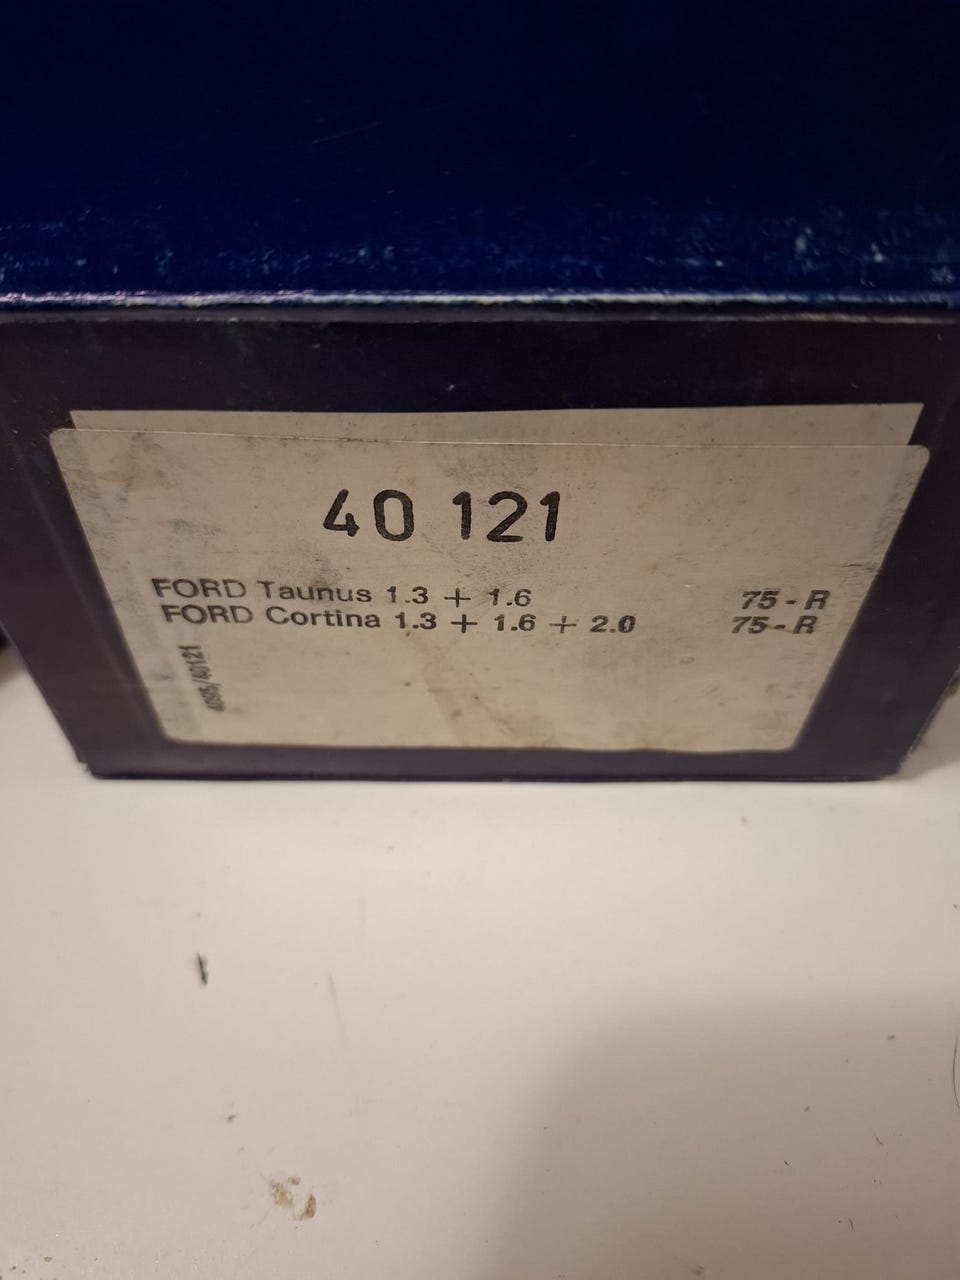 40 121
FORD Taunus 1.3 + 1.6 75-R
FORD Cortina 1.3 + 1.6 + 2.0 75-R